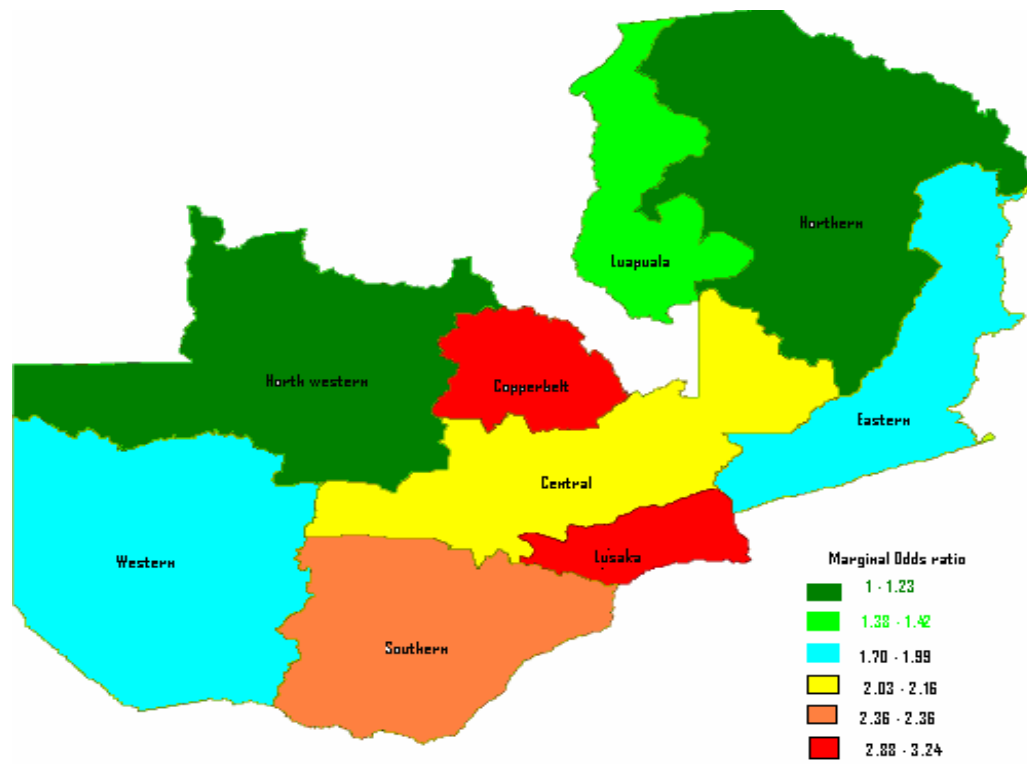 Northern
Luapuala
North western
Copperbelt
Eastern
Central
Western
Lusaka
Southern
Marginal Odds ratio
1 - 1.23
1.38 - 1.42
1.70 - 1.99
2.03 - 2.16
2.36 - 2.36
2.88 - 3.24